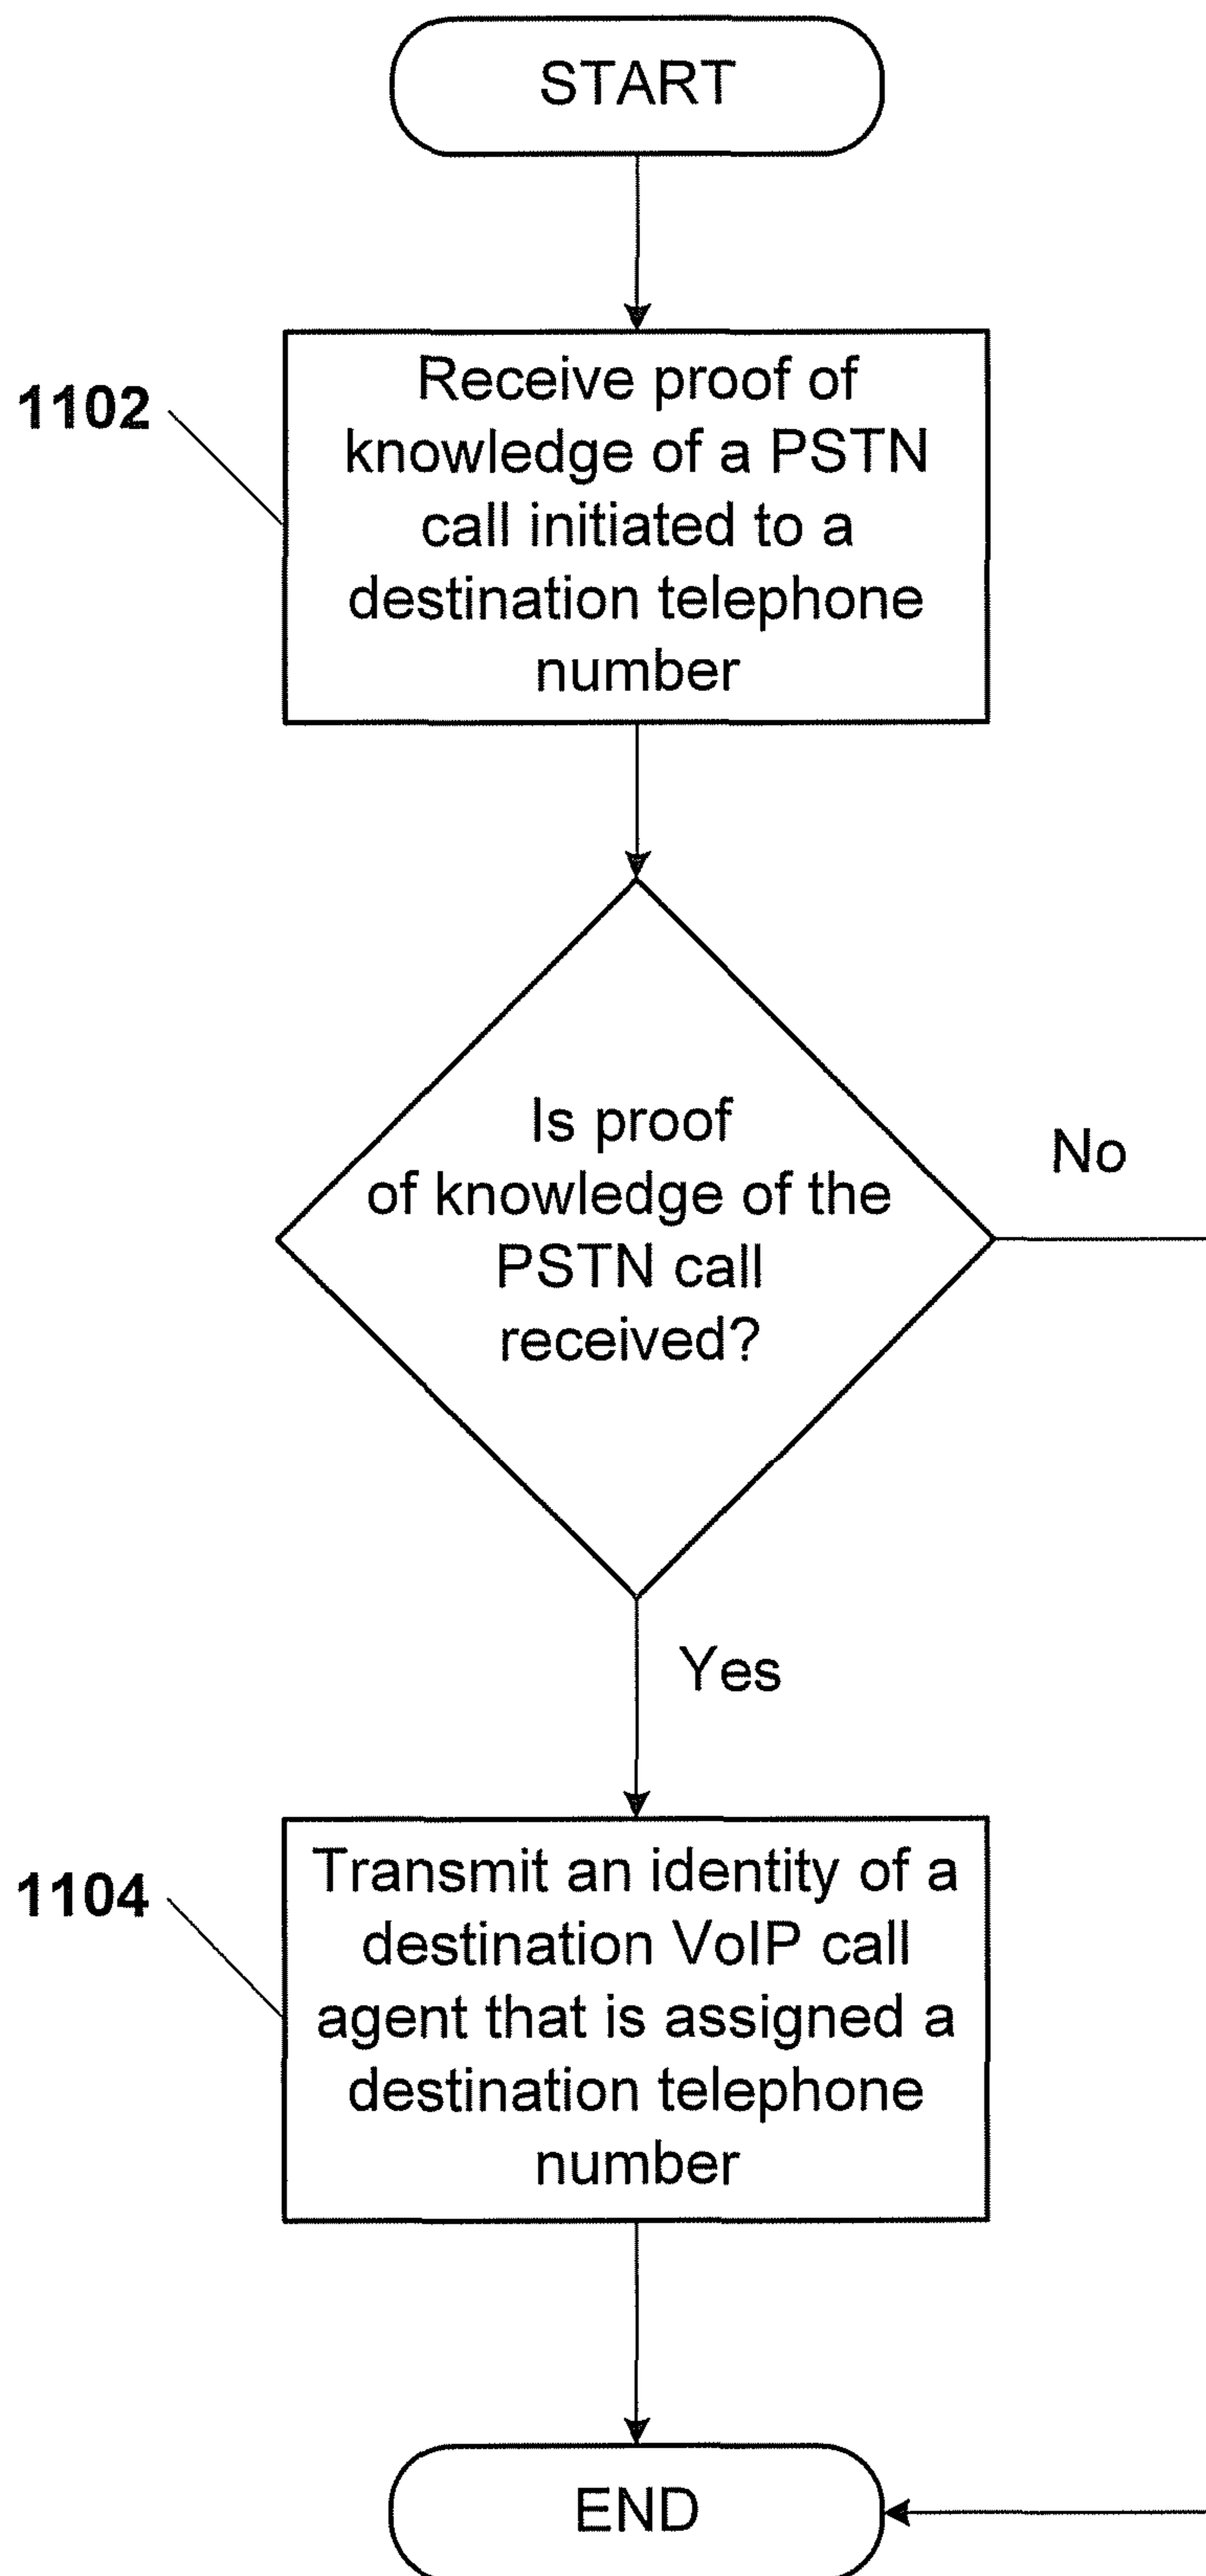 START
1102
Receive proof of
knowledge of a PSTN
call initiated to a
destination telephone
number
Is proof
of knowledge of the
PSTN call
received?
No
Yes
1104
Transmit an identity of a
destination VoIP call
agent that is assigned a
destination telephone
number
END